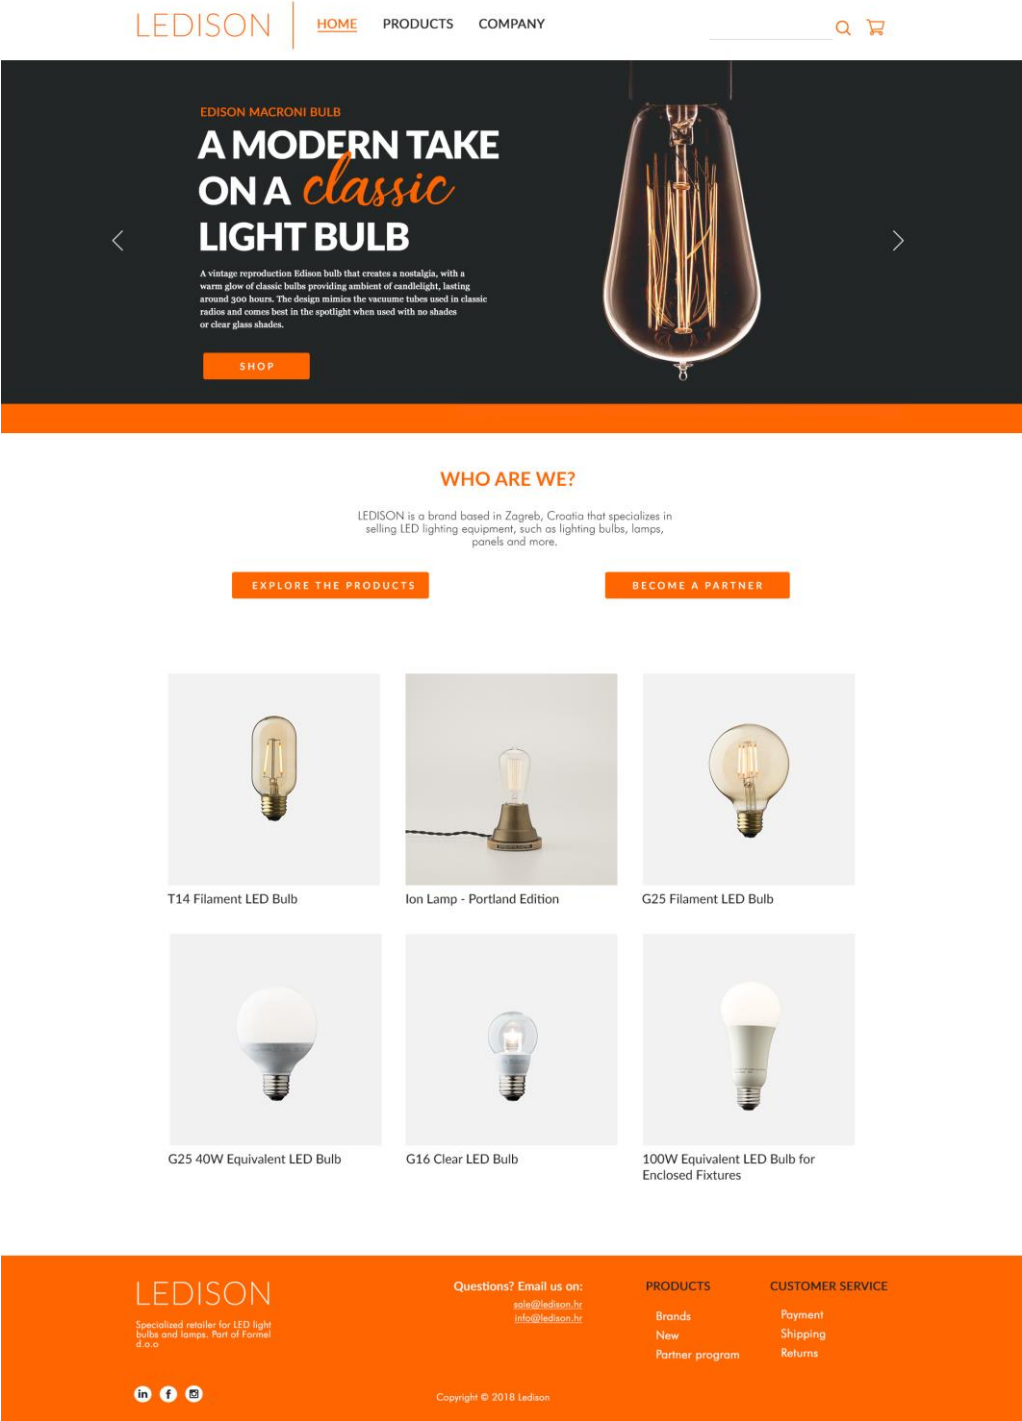 LEDISON
HOME PRODUCTS COMPANY
EDISON MACRONI BULB
A MODERN TAKE
ON A classic
LIGHT BULB
A vintage reproduction Edison bulb that creates a nostalgia, with a
warm glow of classic bulbs providing ambient of candlelight, lasting
around 300 hours. The design mimics the vacuume tubes used in classic
radios and comes best in the spotlight when used with no shades
or clear glass shades.
SHOP
WHO ARE WE?
LEDISON is a brand based in Zagreb, Croatia that specializes in
selling LED lighting equipment, such as lighting bulbs, lamps,
panels and more.
EXPLORE THE PRODUCTS
BECOME A PARTNER
T14 Filament LED Bulb
Ion Lamp - Portland Edition
G25 Filament LED Bulb
G25 40W Equivalent LED Bulb
G16 Clear LED Bulb
100W Equivalent LED Bulb for
Enclosed Fixtures
LEDISON
Specialized retailer for LED light
bulbs and lamps. Part of Formel
d.o.o
Questions? Email us on:
sale@ledison.hr
info@ledison.hr
PRODUCTS
Brands
New
Partner program
CUSTOMER SERVICE
Payment
Shipping
Returns
in f
Copyright © 2018 Ledison